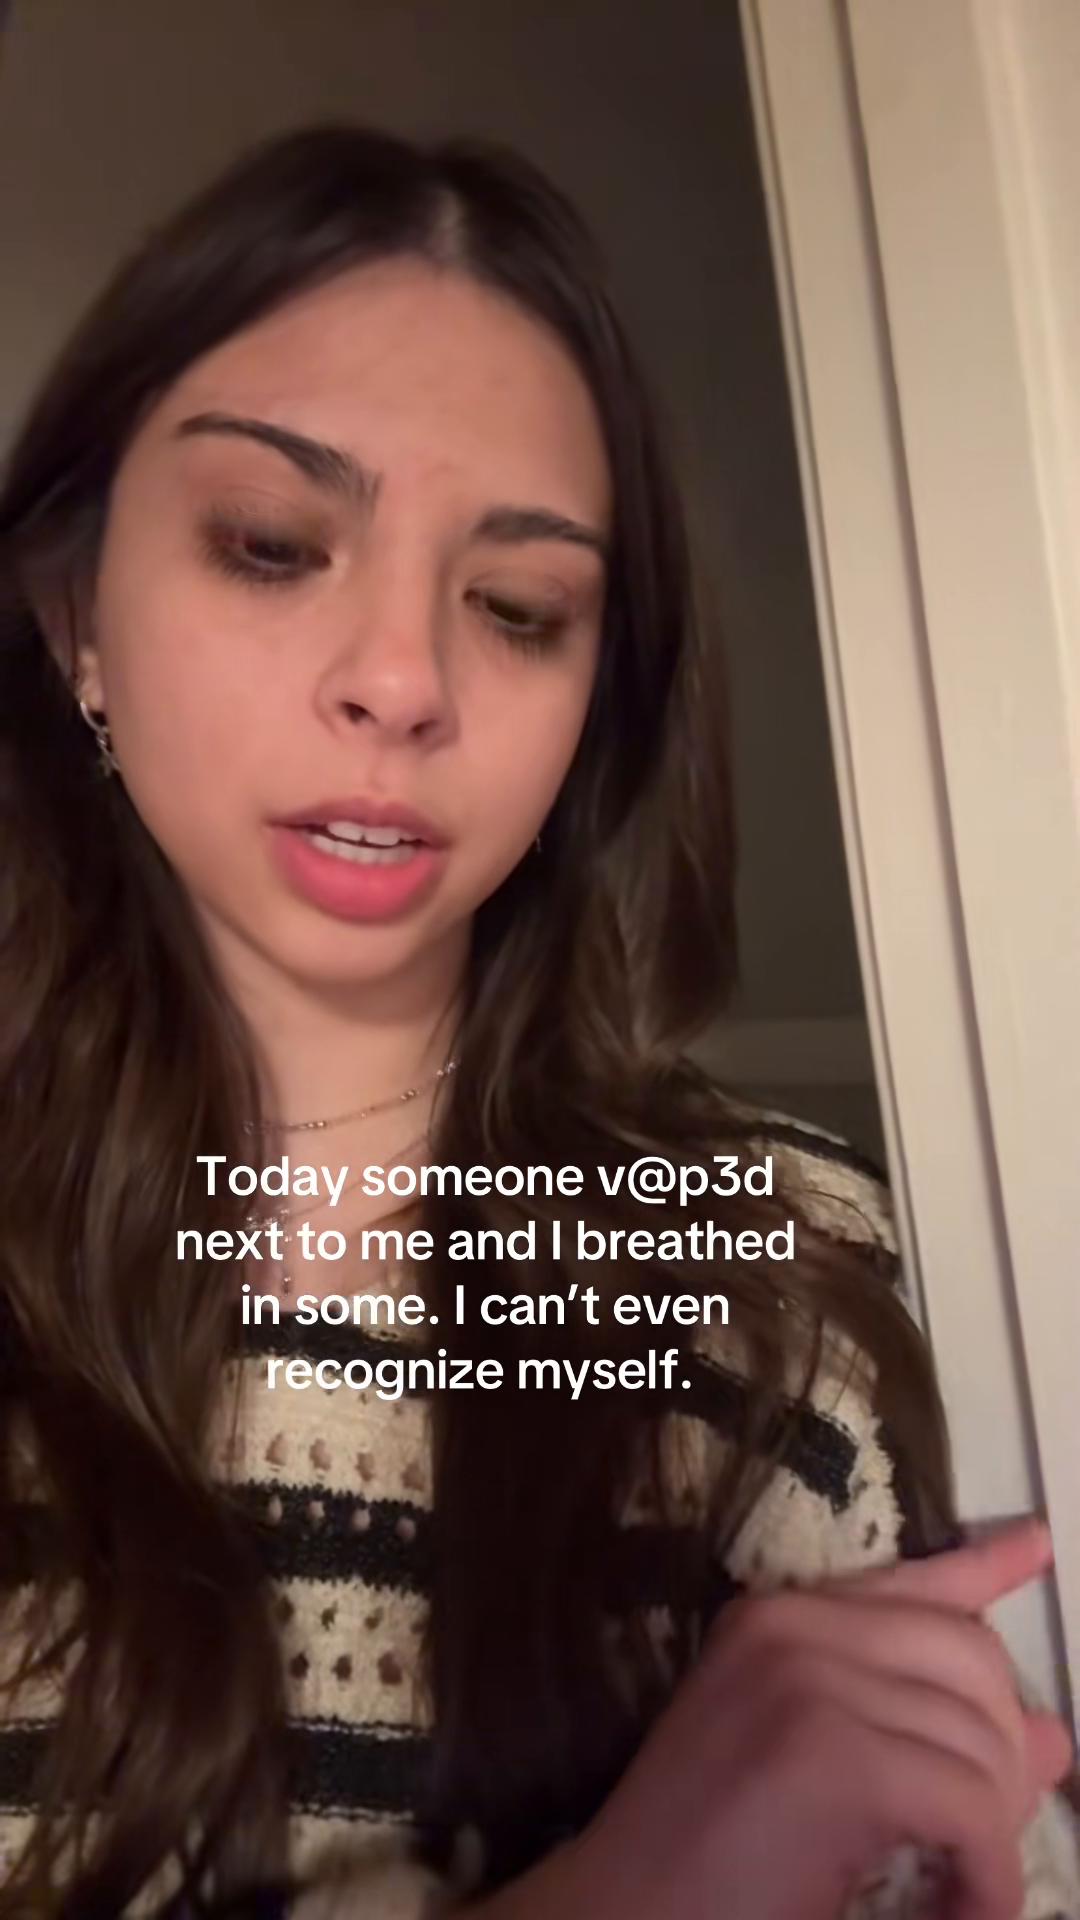 Today someone v@p3d
next to me and I breathed
in some. I can’t even
recognize myself.